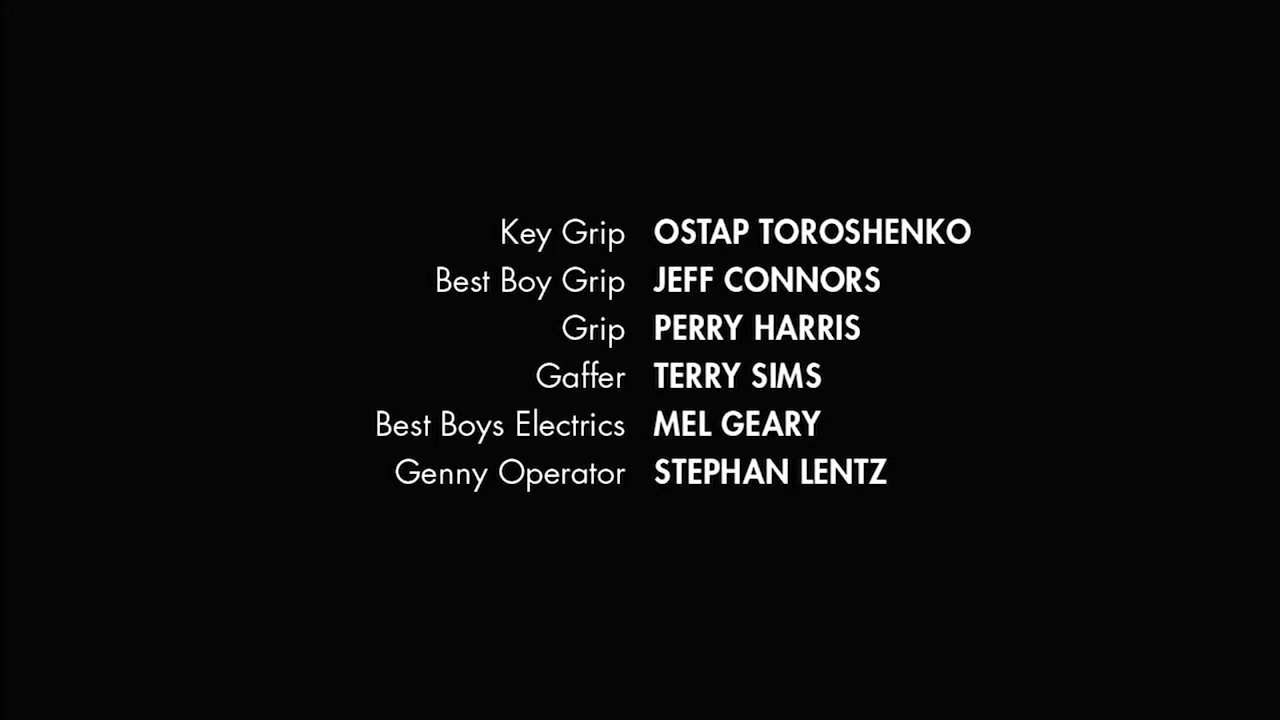 Key Grip OSTAP TOROSHENKO
Best Boy Grip JEFF CONNORS
Grip PERRY HARRIS
Gaffer TERRY SIMS
Best Boys Electrics MEL GEARY
Genny Operator STEPHAN LENTZ